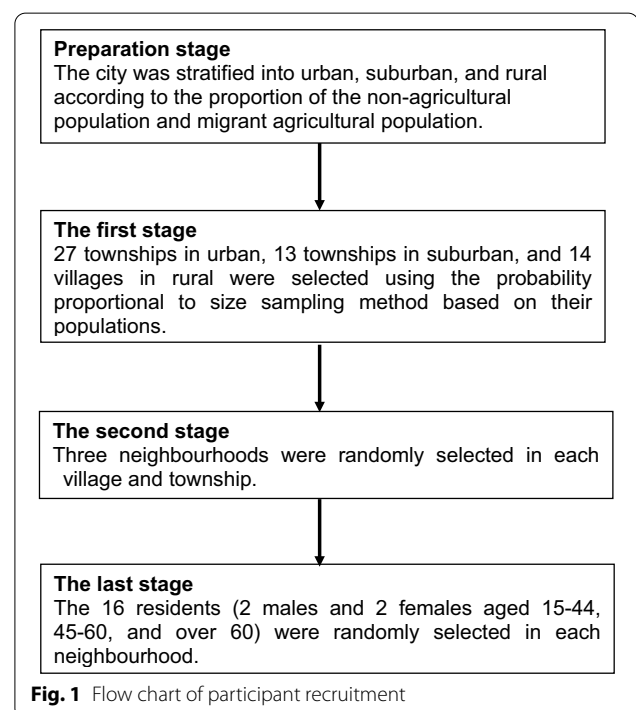 Preparation stage
The city was stratified into urban, suburban, and rural
according to the proportion of the non-agricultural
population and migrant agricultural population.
The first stage
27 townships in urban, 13 townships in suburban, and 14
villages in rural were selected using the probability
proportional to size sampling method based on their
populations.
The second stage
Three neighbourhoods were randomly selected in each
village and township.
The last stage
The 16 residents (2 males and 2 females aged 15-44,
45-60, and over 60) were randomly selected in each
neighbourhood.
Fig. 1 Flow chart of participant recruitment